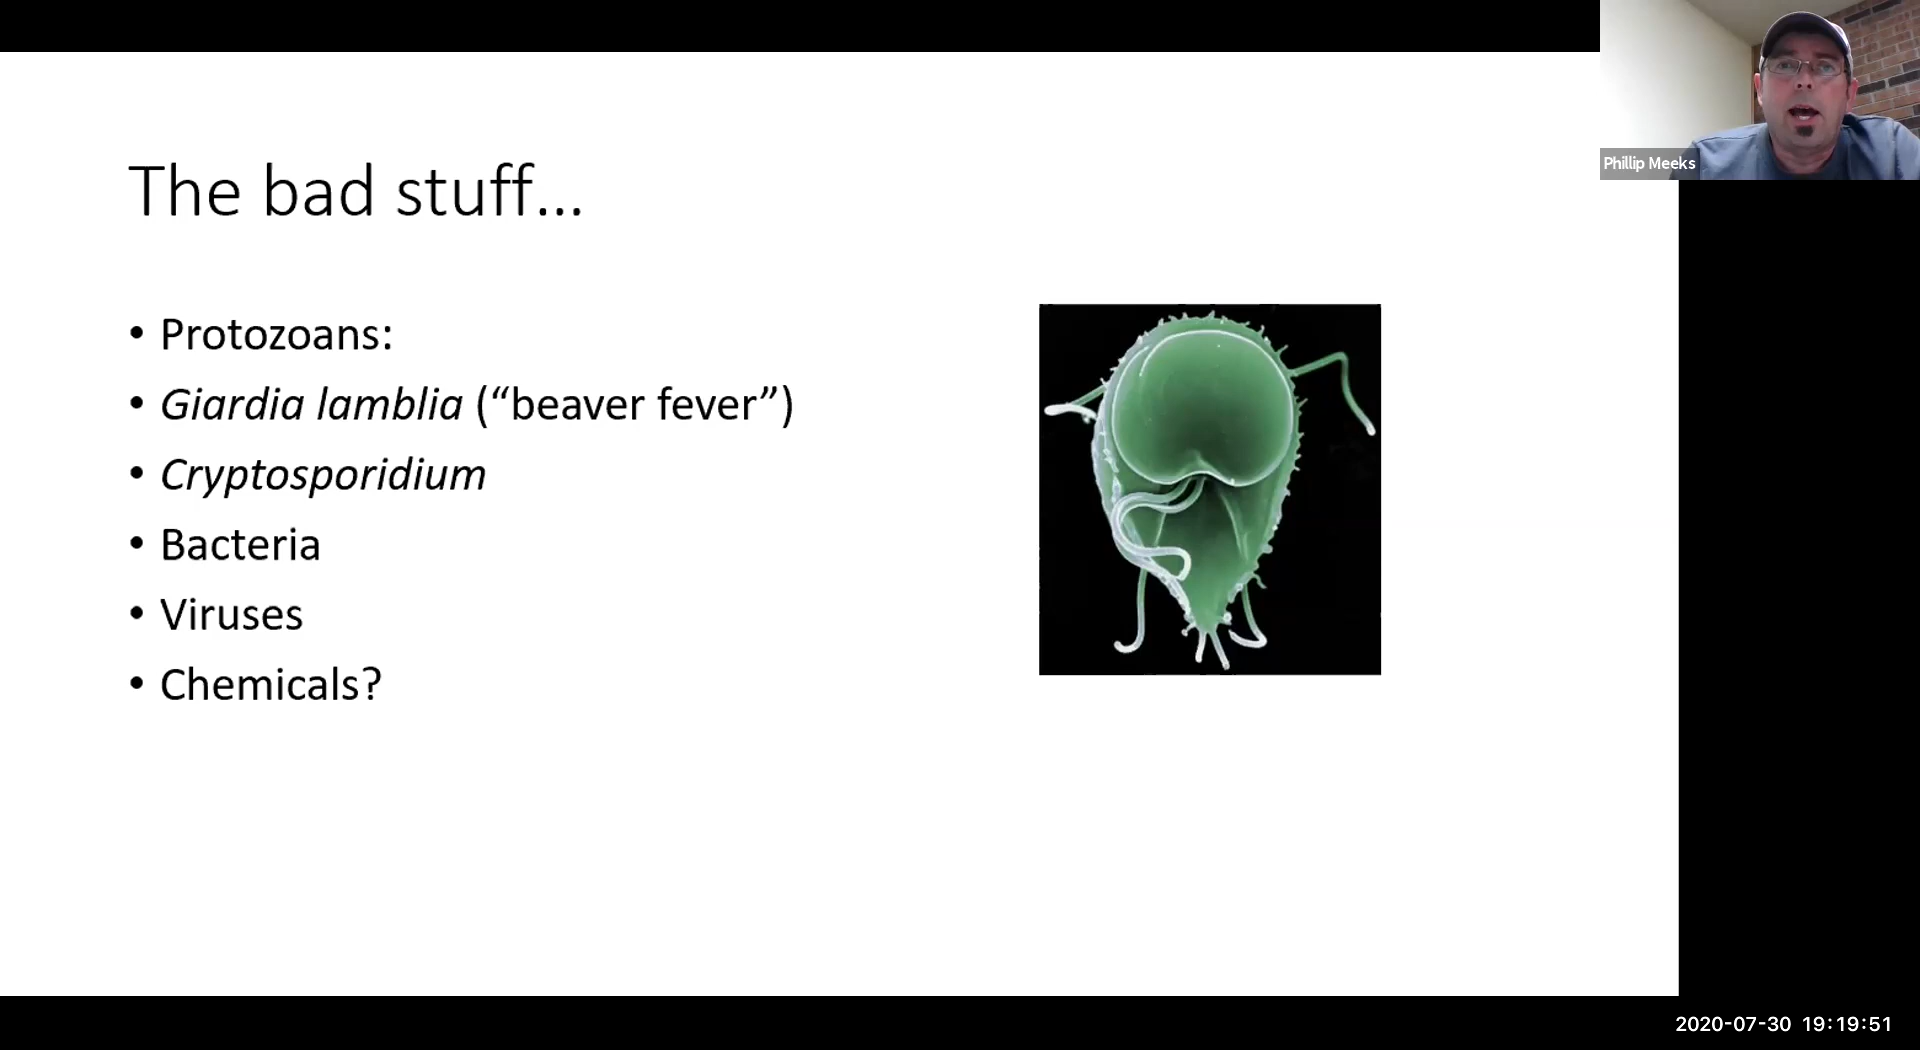 The bad stuff...
• Protozoans:
• Giardia lamblia (“beaver fever”)
• Cryptosporidium
• Bacteria
• Viruses
• Chemicals?
Phillip Meeks
2020-07-30 19:19:51